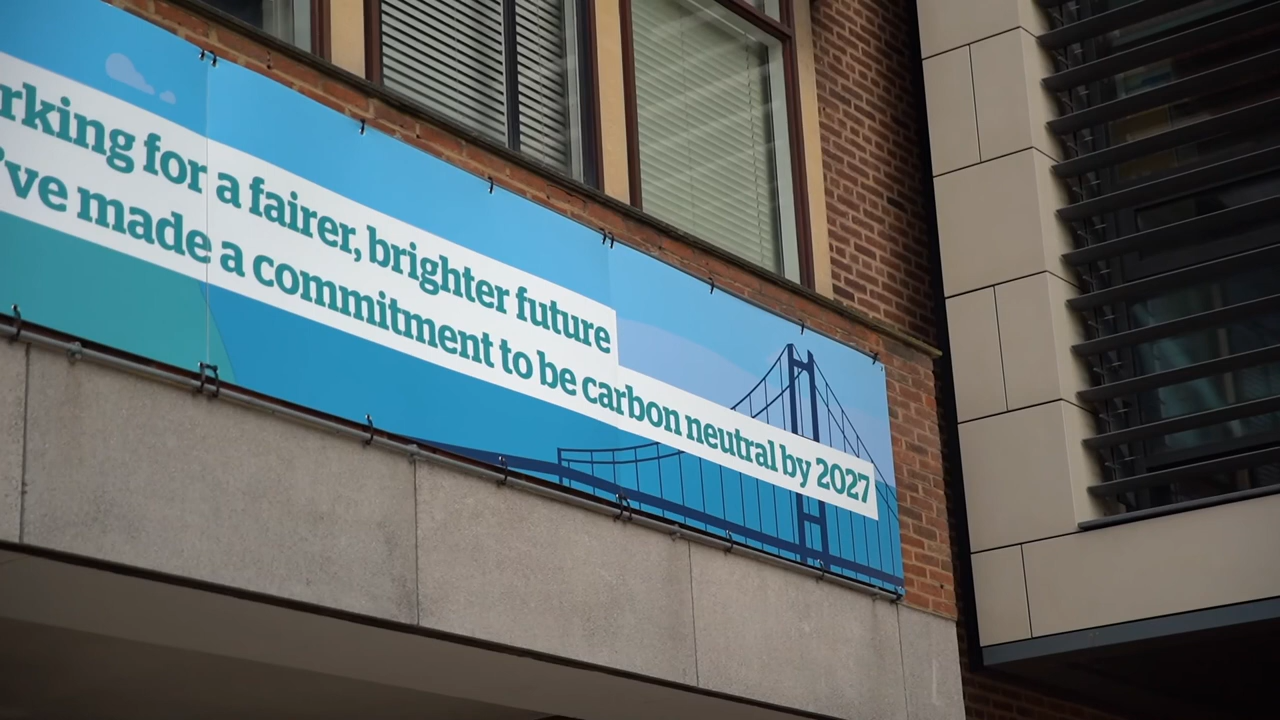 rking for a fairer, brighter future
've made a commitment to be carbon neutral by 2027